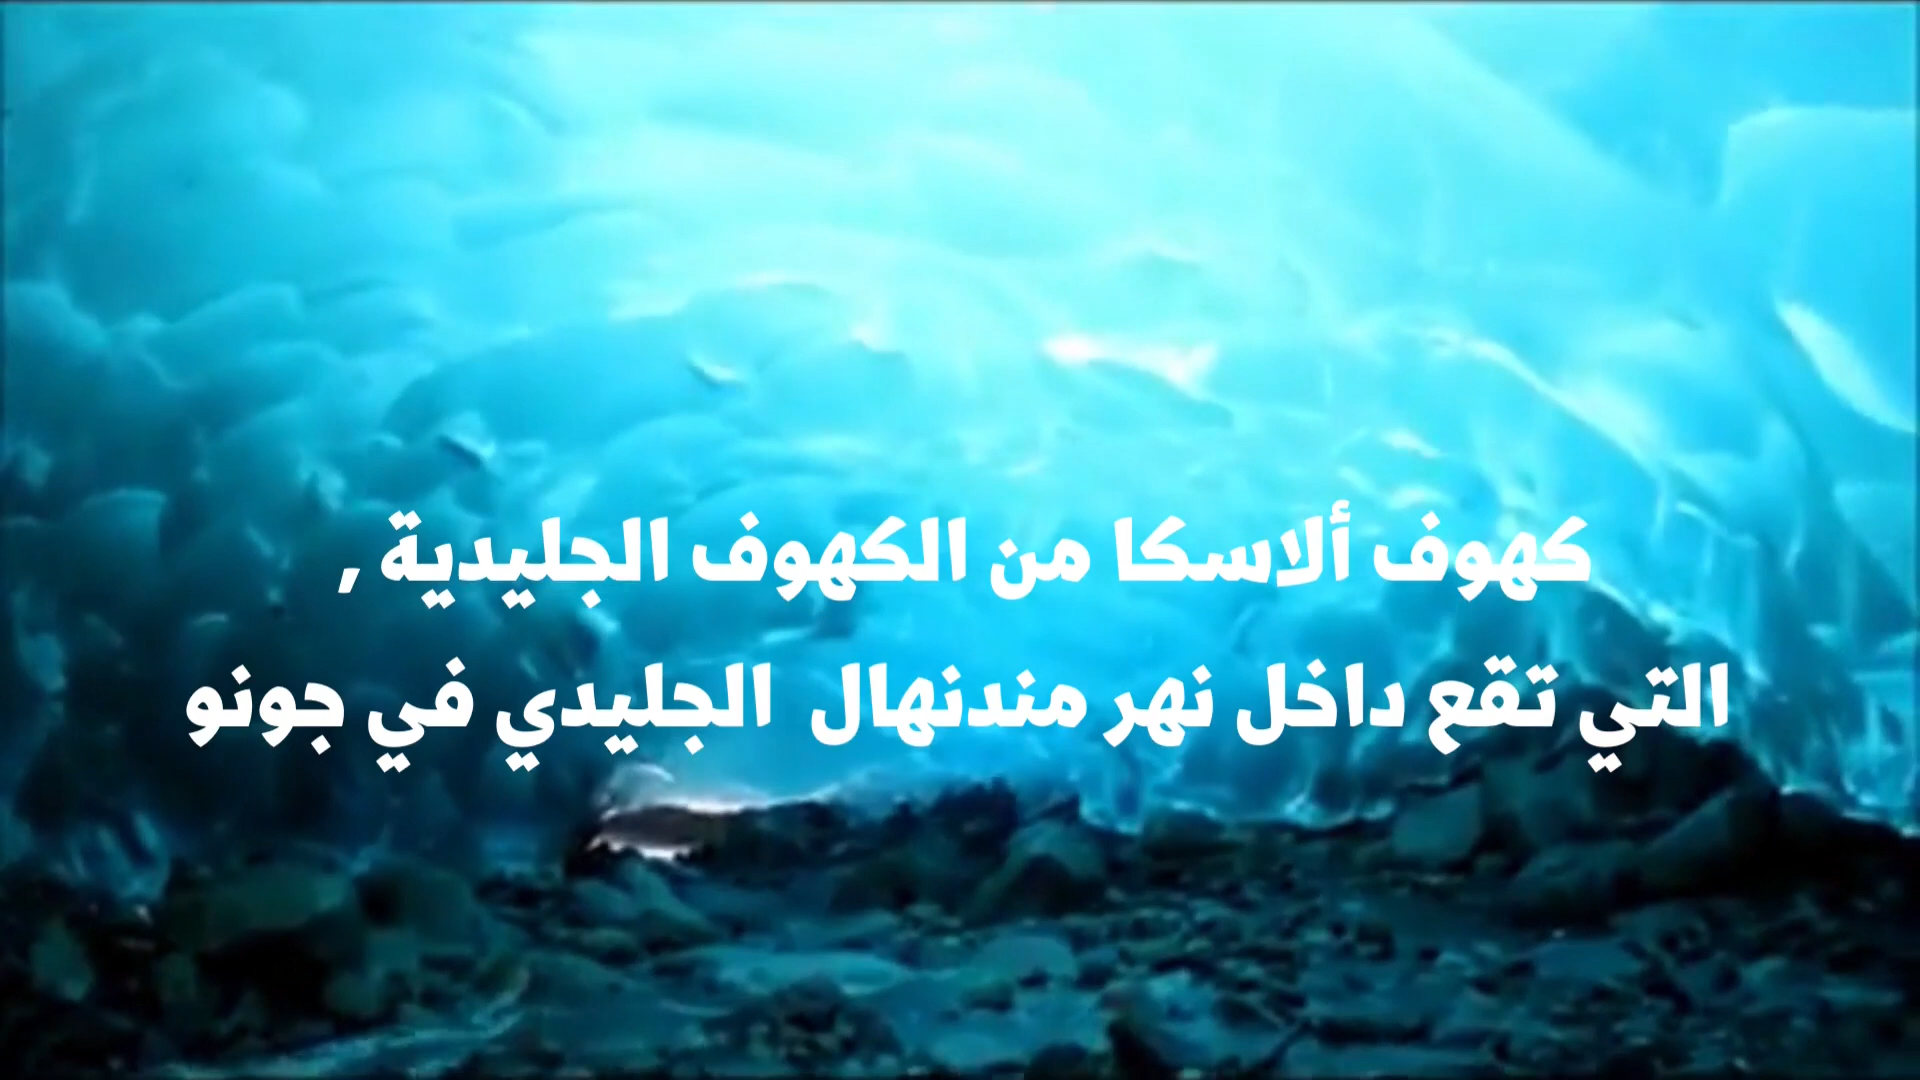 كهوف ألاسكا من الكهوف الجليدية ,
التي تقع داخل نهر مندنهال الجليدي في جونو